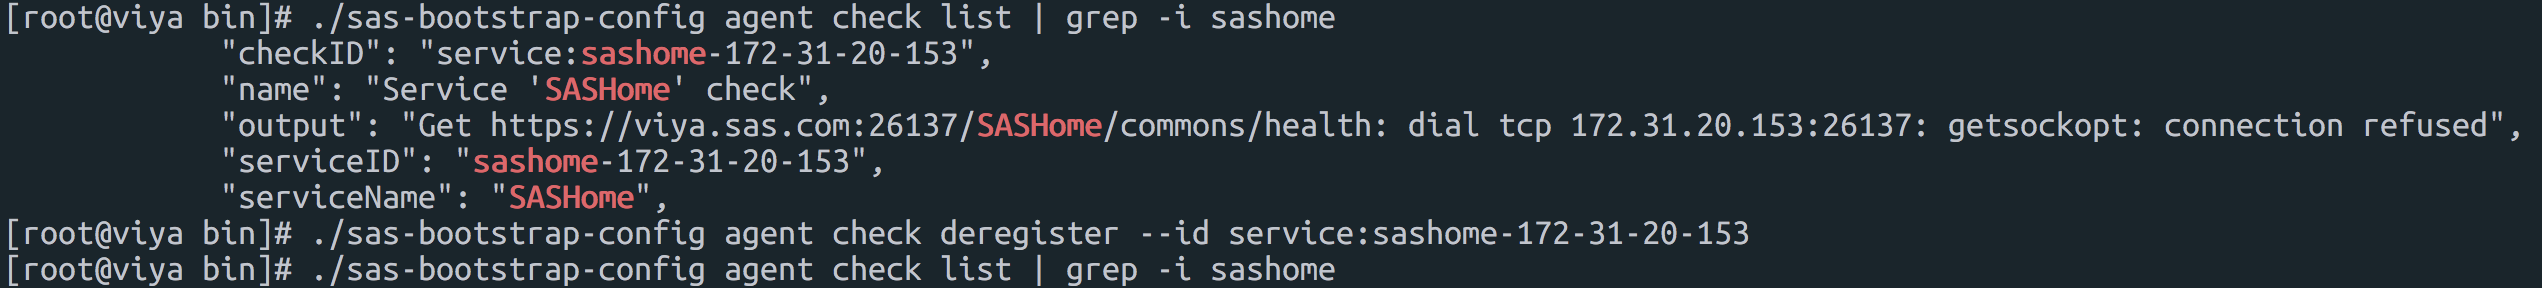 [root@viya bin]# ./sas-bootstrap-config agent check list | grep -i sashome
"checkID": "service:sashome-172-31-20-153",
"name": "Service 'SASHome' check",
"output": "Get https://viya.sas.com:26137/SASHome/commons/health: dial tcp 172.31.20.153:26137: getsockopt: connection refused",
"serviceID": "sashome-172-31-20-153",
"serviceName": "SASHome",
[root@viya bin]# ./sas-bootstrap-config agent check deregister --id service:sashome-172-31-20-153
[root@viya bin]# ./sas-bootstrap-config agent check list | grep -i sashome